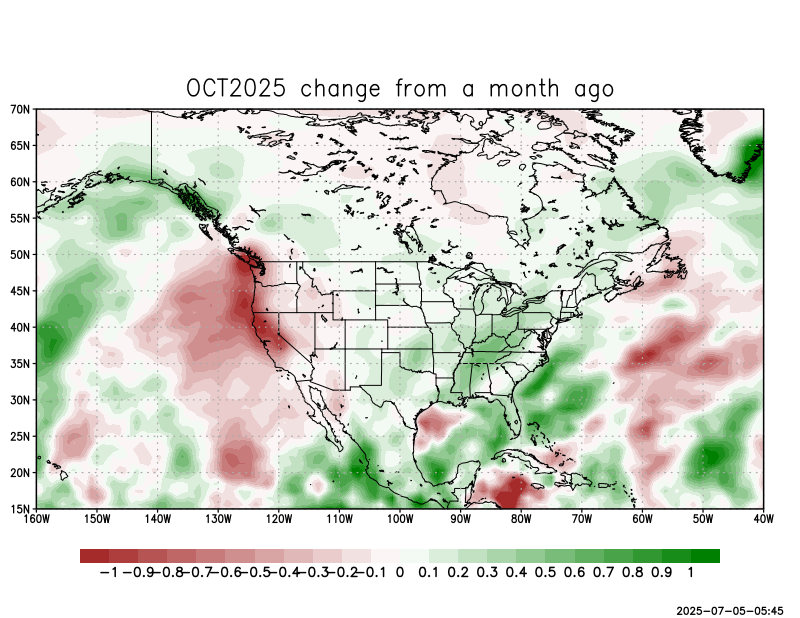 OCT2025 change from a month ago
70N
65N
60N
55N
50N
45N
40N
35N
30N
25N
20N
15N
160W 150W 140W 130W 120W 110W 100W 90W 80W 70W 60W 50W 40W
-1 -0.9 -0.8 -0.7 -0.6 -0.5 -0.4 -0.3 -0.2 -0.1 0 0.1 0.2 0.3 0.4 0.5 0.6 0.7 0.8 0.9 1
2025-07-05-05:45